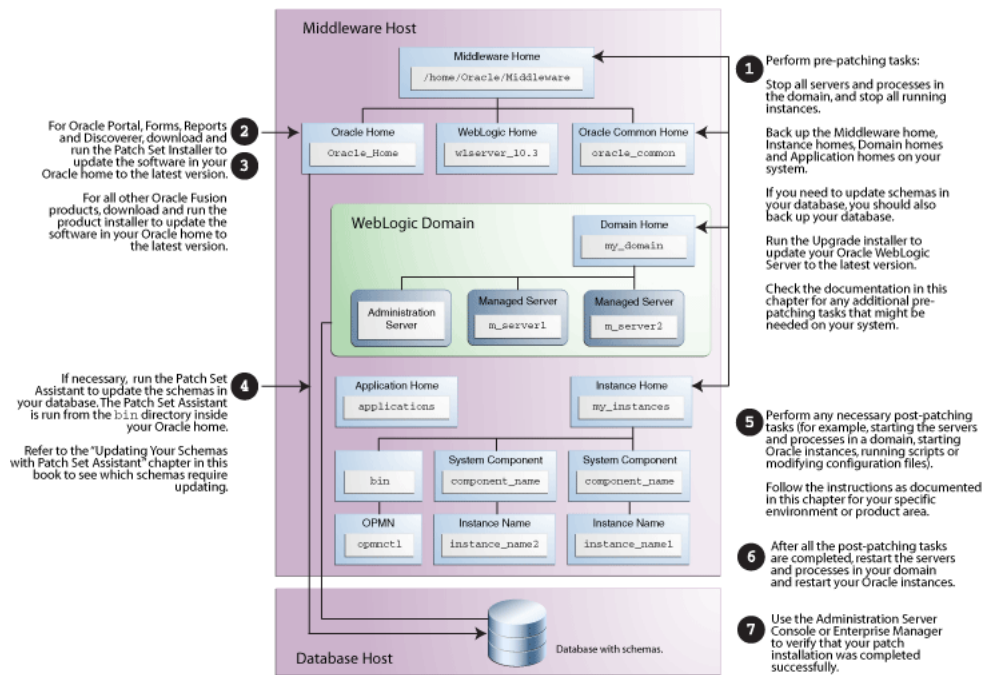 Middleware Host
Middleware Home
/home/Oracle/Middleware
Oracle Home
Oracle_Home
WebLogic Home
wlserver_10.3
Oracle Common Home
oracle_common
WebLogic Domain
Domain Home
my_domain
Administration
Server
Managed Server
m_server1
Managed Server
m_server2
Application Home
applications
Instance Home
my_instances
bin
System Component
component_name
System Component
component_name
OPMN
opmnctl
Instance Name
instance_name2
Instance Name
instance_name1
Database with schemas.
Database Host
1
Perform pre-patching tasks:
Stop all servers and processes in
the domain, and stop all running
instances.
Back up the Middleware home,
Instance homes, Domain homes
and Application homes on your
system.
If you need to update schemas in
your database, you should also
back up your database.
Run the Upgrade installer to
update your Oracle WebLogic
Server to the latest version.
Check the documentation in this
chapter for any additional pre-
patching tasks that might be
needed on your system.
2
3
For Oracle Portal, Forms, Reports
and Discoverer, download and
run the Patch Set Installer to
update the software in your
Oracle home to the latest version.
For all other Oracle Fusion
products, download and run the
product installer to update the
software in your Oracle home to
the latest version.
4
If necessary, run the Patch Set
Assistant to update the schemas in
your database. The Patch Set Assistant
is run from the bin directory inside
your Oracle home.
Refer to the "Updating Your Schemas
with Patch Set Assistant" chapter in this
book to see which schemas require
updating.
5
Perform any necessary post-patching
tasks (for example, starting the servers
and processes in a domain, starting
Oracle instances, running scripts or
modifying configuration files).
Follow the instructions as documented
in this chapter for your specific
environment or product area.
6
After all the post-patching tasks
are completed, restart the servers
and processes in your domain
and restart your Oracle instances.
7
Use the Administration Server
Console or Enterprise Manager
to verify that your patch
installation was completed
successfully.